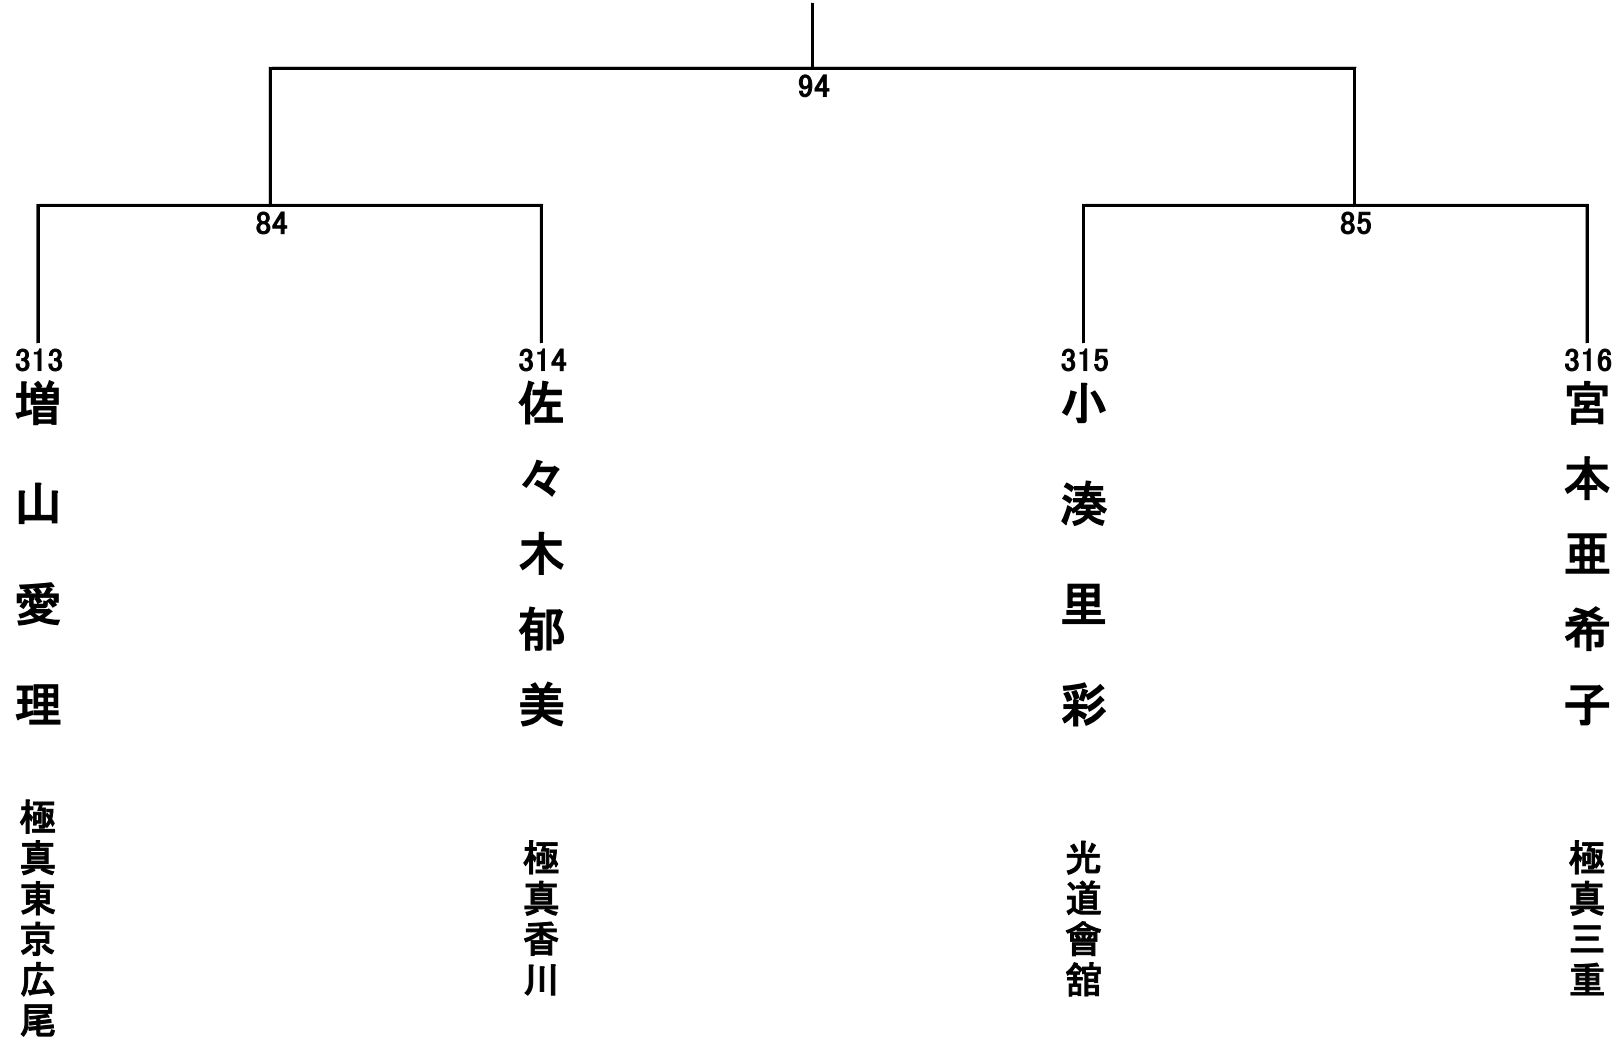 94
84
85
313
増山愛理
極真東京広尾
314
佐々木郁美
極真香川
315
小湊里彩
光道會舘
316
宮本亜希子
極真三重